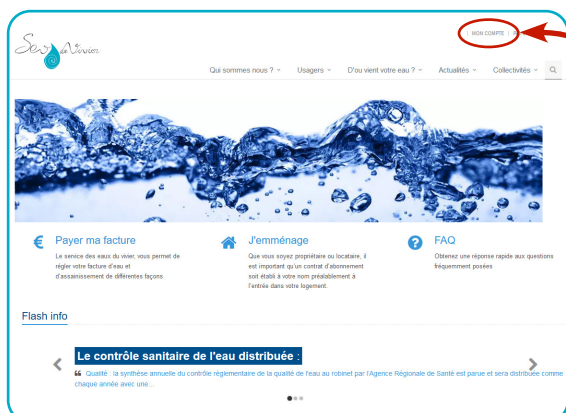 | MON COMPTE |
Sev du Vivier
Qui sommes nous ? Usagers D'ou vient votre eau ? Actualités Collectivités
Payer ma facture
Le service des eaux du vivier, vous permet de
régler votre facture d'eau et
d'assainissement de différentes façons
J'emménage
Que vous soyez propriétaire ou locataire, il
est important qu'un contrat d'abonnement
soit établi à votre nom préalablement à
l'entrée dans votre logement.
FAQ
Obtenez une réponse rapide aux questions
fréquemment posées
Flash info
Le contrôle sanitaire de l'eau distribuée :
Qualité : la synthèse annuelle du contrôle réglementaire de la qualité de l'eau au robinet par l'Agence Régionale de Santé est parue et sera distribuée comme
chaque année avec une...